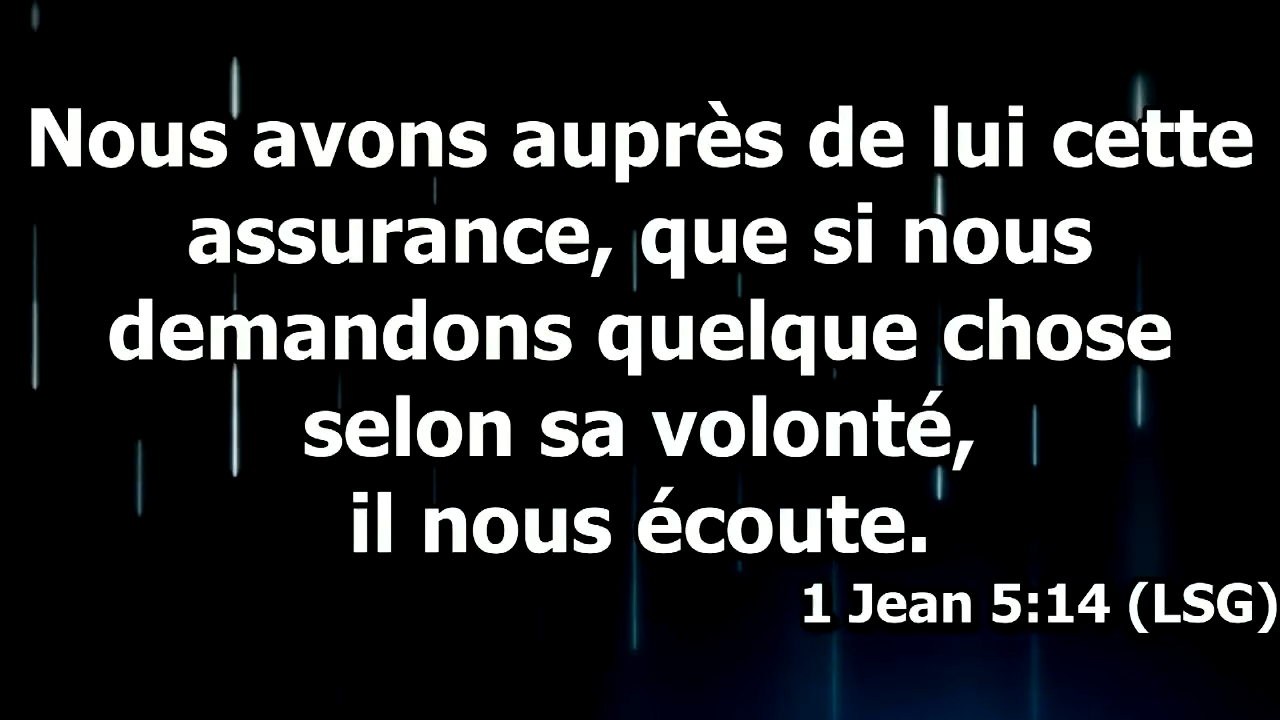 Nous avons auprès de lui cette
assurance, que si nous
demandons quelque chose
selon sa volonté,
il nous écoute.
1 Jean 5:14 (LSG)